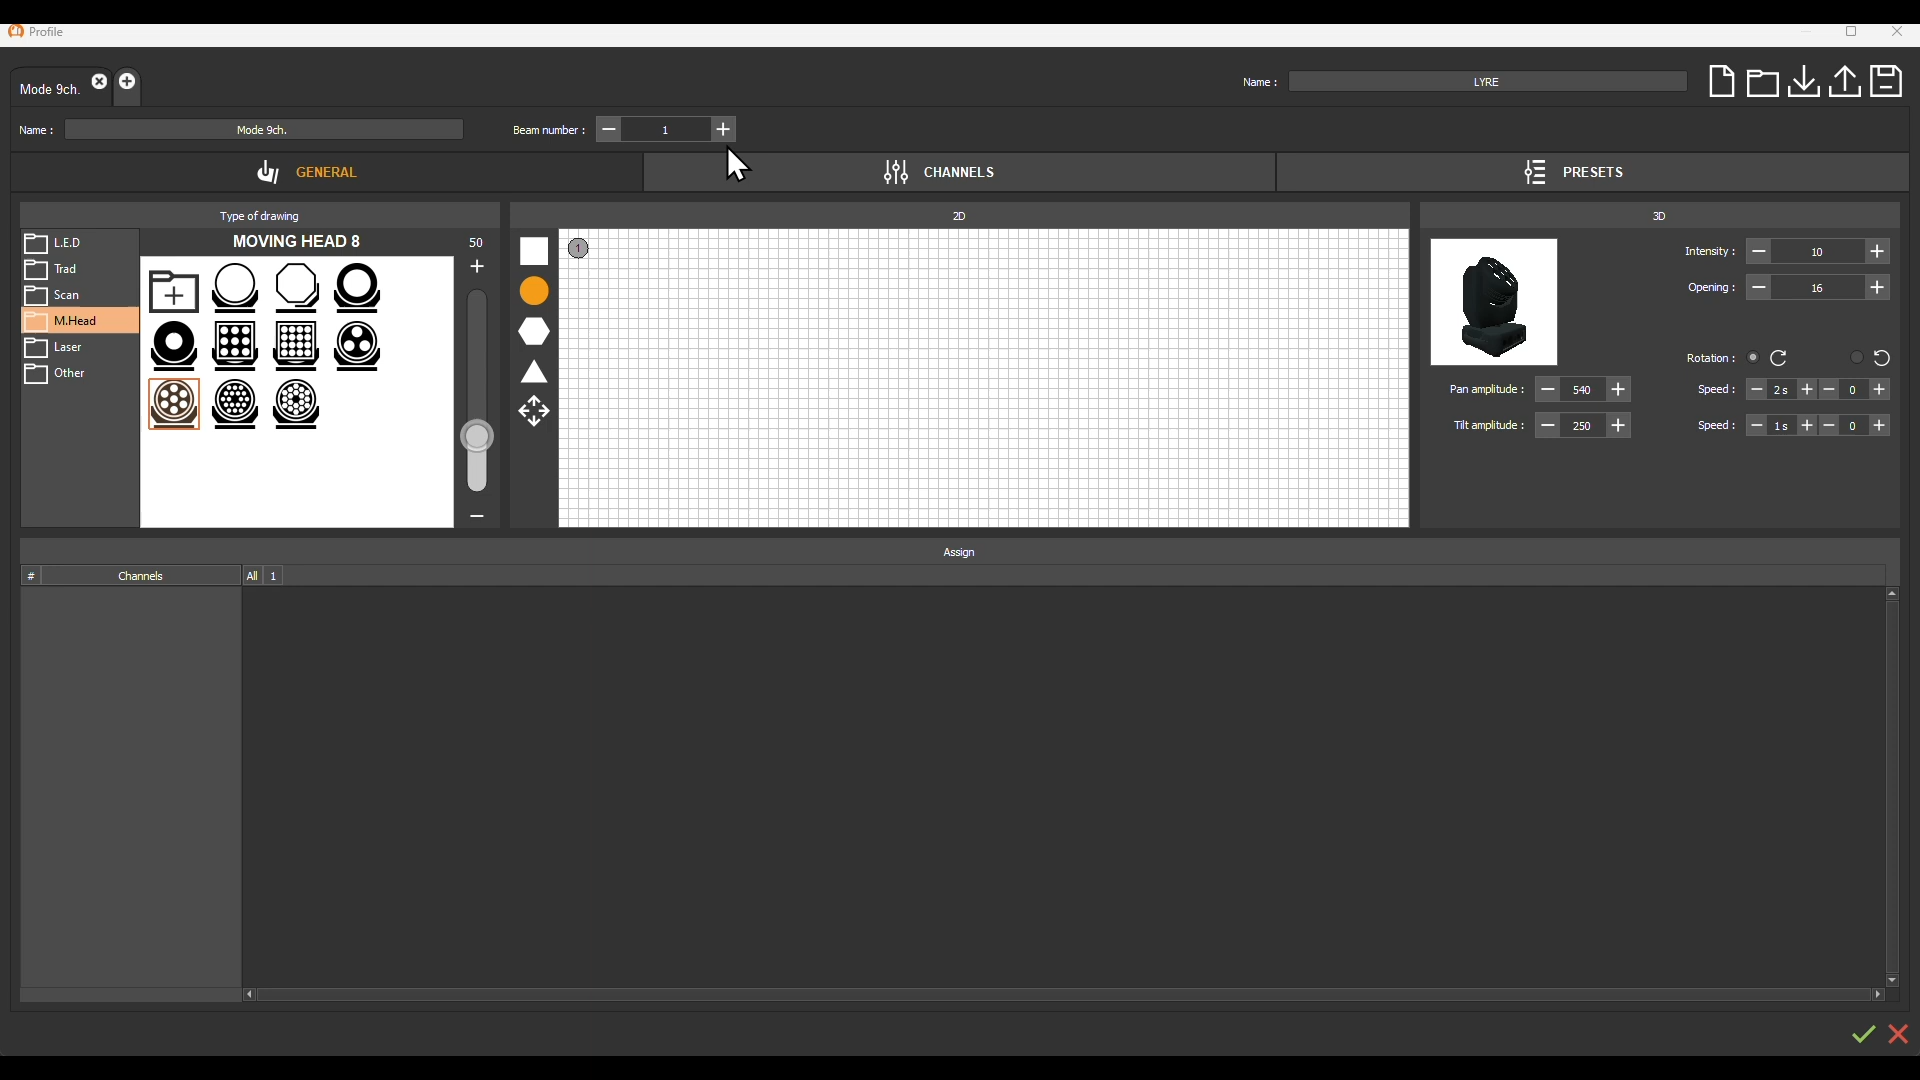 Profile
Mode 9ch.
Name : LYRE
Name : Mode 9ch. Beam number : 1
GENERAL CHANNELS PRESETS
Type of drawing 2D 3D
L.E.D
Trad
Scan
M.Head
Laser
Other
MOVING HEAD 8 50
1
Intensity : 10
Opening : 16
Rotation :
Pan amplitude : 540 Speed : 2 s 0
Tilt amplitude : 250 Speed : 1 s 0
Assign
# Channels All 1